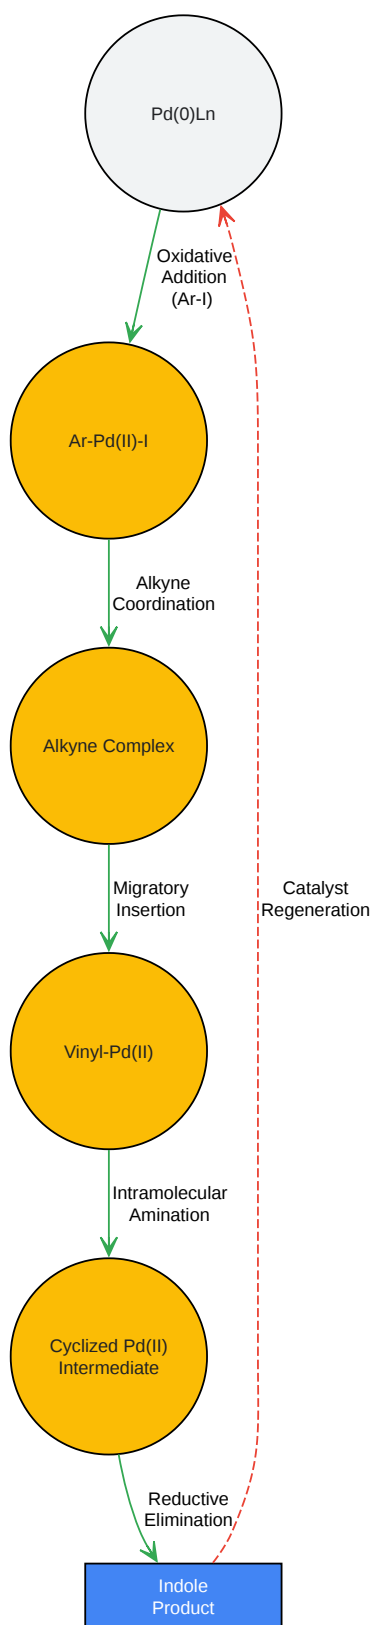 Pd(0)Ln
Oxidative
Addition
(Ar-I)
Ar-Pd(II)-I
Alkyne
Coordination
Alkyne Complex
Migratory
Insertion
Catalyst
Regeneration
Vinyl-Pd(II)
Intramolecular
Amination
Cyclized Pd(II)
Intermediate
Reductive
Elimination
Indole
Product